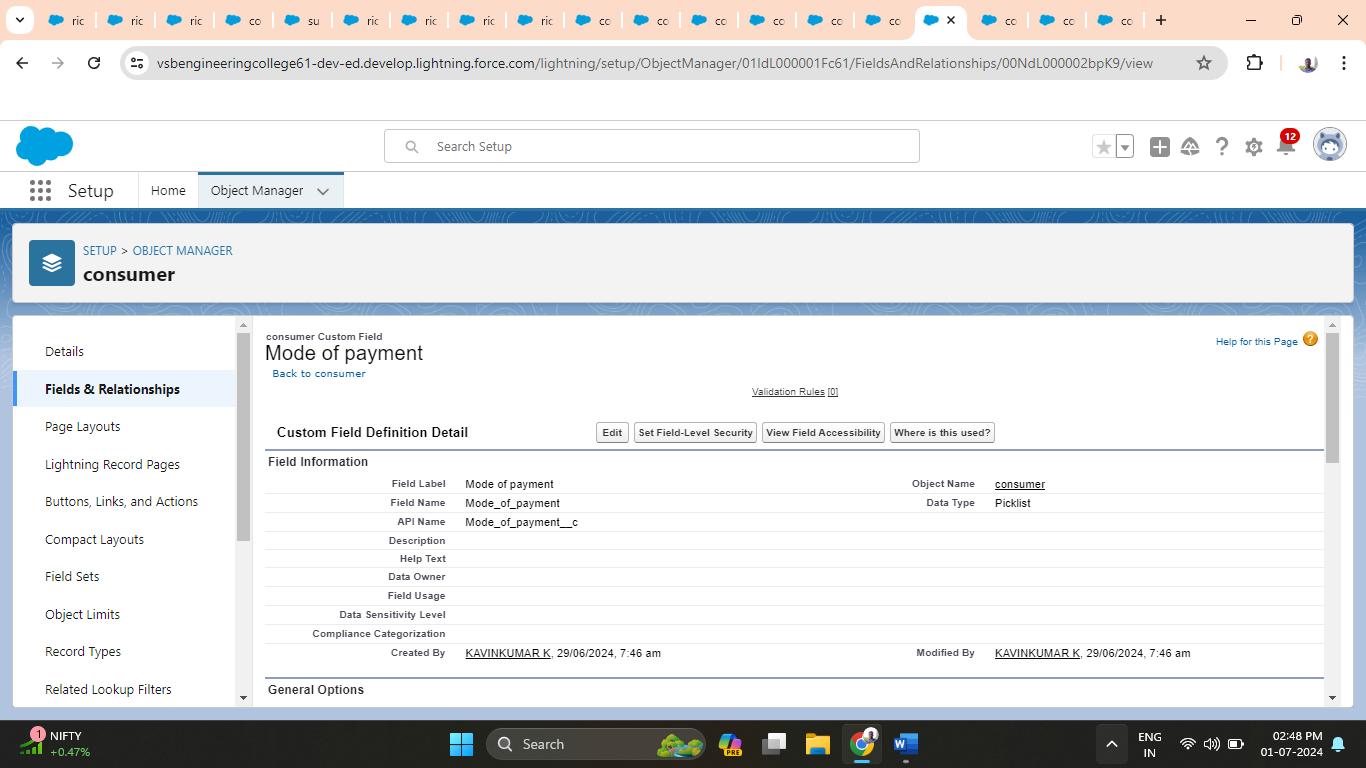 ric
ric
ric
co
su
ric
ric
ric
ric
co
co
co
co
co
co
co
co
co
vsbengineeringcollege61-dev-ed.develop.lightning.force.com/lightning/setup/ObjectManager/01IdL000001Fc61/FieldsAndRelationships/00NdL000002bpK9/view
Search Setup
12
Setup
Home
Object Manager
SETUP > OBJECT MANAGER
consumer
Details
Fields & Relationships
Page Layouts
Lightning Record Pages
Buttons, Links, and Actions
Compact Layouts
Field Sets
Object Limits
Record Types
Related Lookup Filters
consumer Custom Field
Mode of payment
Back to consumer
Help for this Page ?
Validation Rules [0]
Custom Field Definition Detail
Edit
Set Field-Level Security
View Field Accessibility
Where is this used?
Field Information
Field Label Mode of payment Object Name consumer
Field Name Mode_of_payment Data Type Picklist
API Name Mode_of_payment__c
Description
Help Text
Data Owner
Field Usage
Data Sensitivity Level
Compliance Categorization
Created By KAVINKUMAR K, 29/06/2024, 7:46 am Modified By KAVINKUMAR K, 29/06/2024, 7:46 am
General Options
1
NIFTY
+0.47%
Search
PRE
W
ENG
IN
02:48 PM
01-07-2024